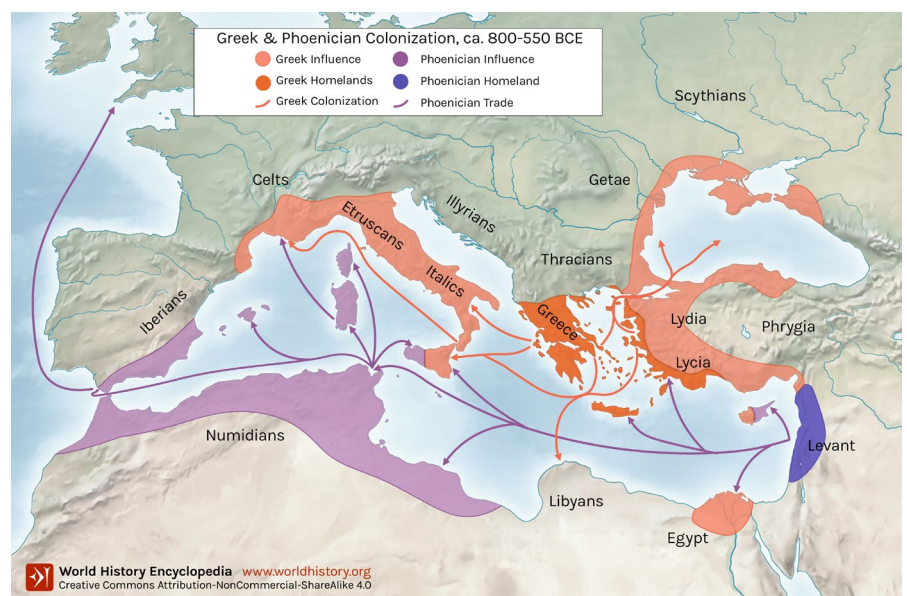 Greek & Phoenician Colonization, ca. 800-550 BCE
Greek Influence
Phoenician Influence
Greek Homelands
Phoenician Homeland
Greek Colonization
Phoenician Trade
Scythians
Celts
Getae
Illyrians
Etruscans
Thracians
Italics
Iberians
Greece
Lydia
Phrygia
Lycia
Numidians
Levant
Libyans
Egypt
World History Encyclopedia www.worldhistory.org
Creative Commons Attribution-NonCommercial-ShareAlike 4.0